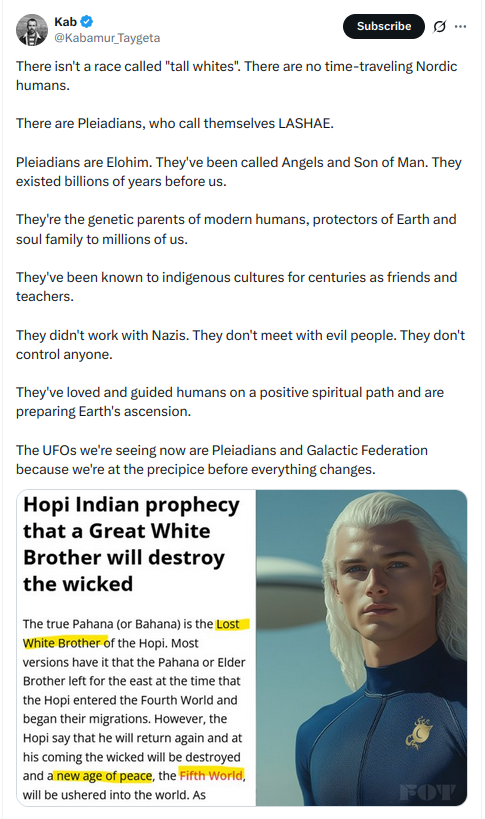 Kab
Subscribe
@Kabamur_Taygeta
There isn't a race called "tall whites". There are no time-traveling Nordic
humans.
There are Pleiadians, who call themselves LASHAE.
Pleiadians are Elohim. They've been called Angels and Son of Man. They
existed billions of years before us.
They're the genetic parents of modern humans, protectors of Earth and
soul family to millions of us.
They've been known to indigenous cultures for centuries as friends and
teachers.
They didn't work with Nazis. They don't meet with evil people. They don't
control anyone.
They've loved and guided humans on a positive spiritual path and are
preparing Earth's ascension.
The UFOs we're seeing now are Pleiadians and Galactic Federation
because we're at the precipice before everything changes.
Hopi Indian prophecy
that a Great White
Brother will destroy
the wicked
The true Pahana (or Bahana) is the Lost
White Brother of the Hopi. Most
versions have it that the Pahana or Elder
Brother left for the east at the time that
the Hopi entered the Fourth World and
began their migrations. However, the
Hopi say that he will return again and at
his coming the wicked will be destroyed
and a new age of peace, the Fifth World,
will be ushered into the world. As
FOT